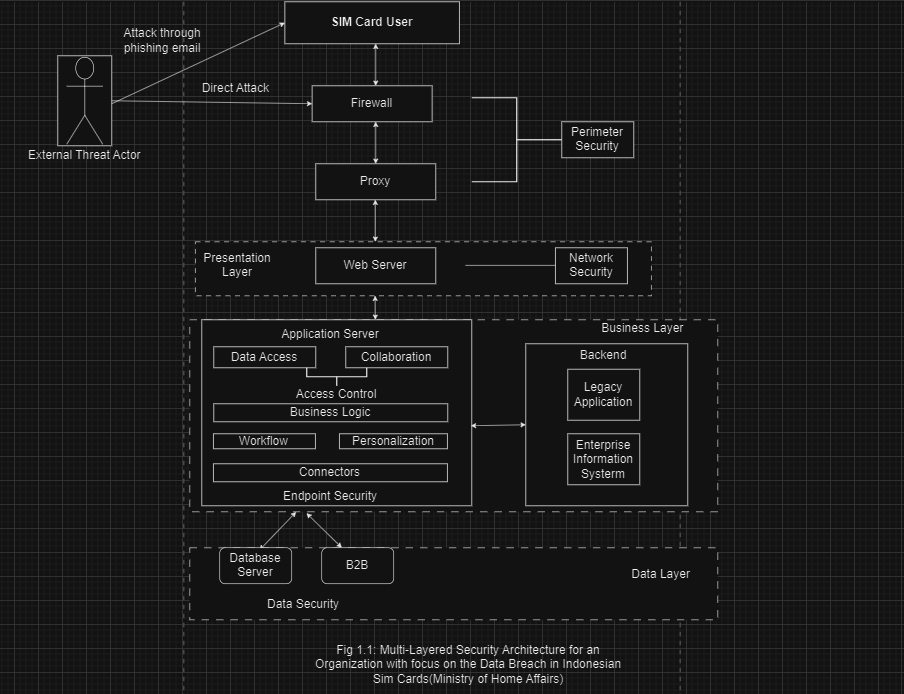 SIM Card User
Attack through
phishing email
Direct Attack
Firewall
External Threat Actor
Perimeter
Security
Proxy
Presentation
Layer
Web Server
Network
Security
Business Layer
Application Server
Data Access
Collaboration
Access Control
Business Logic
Workflow
Personalization
Connectors
Endpoint Security
Backend
Legacy
Application
Enterprise
Information
Systerm
Database
Server
B2B
Data Layer
Data Security
Fig 1.1: Multi-Layered Security Architecture for an
Organization with focus on the Data Breach in Indonesian
Sim Cards(Ministry of Home Affairs)